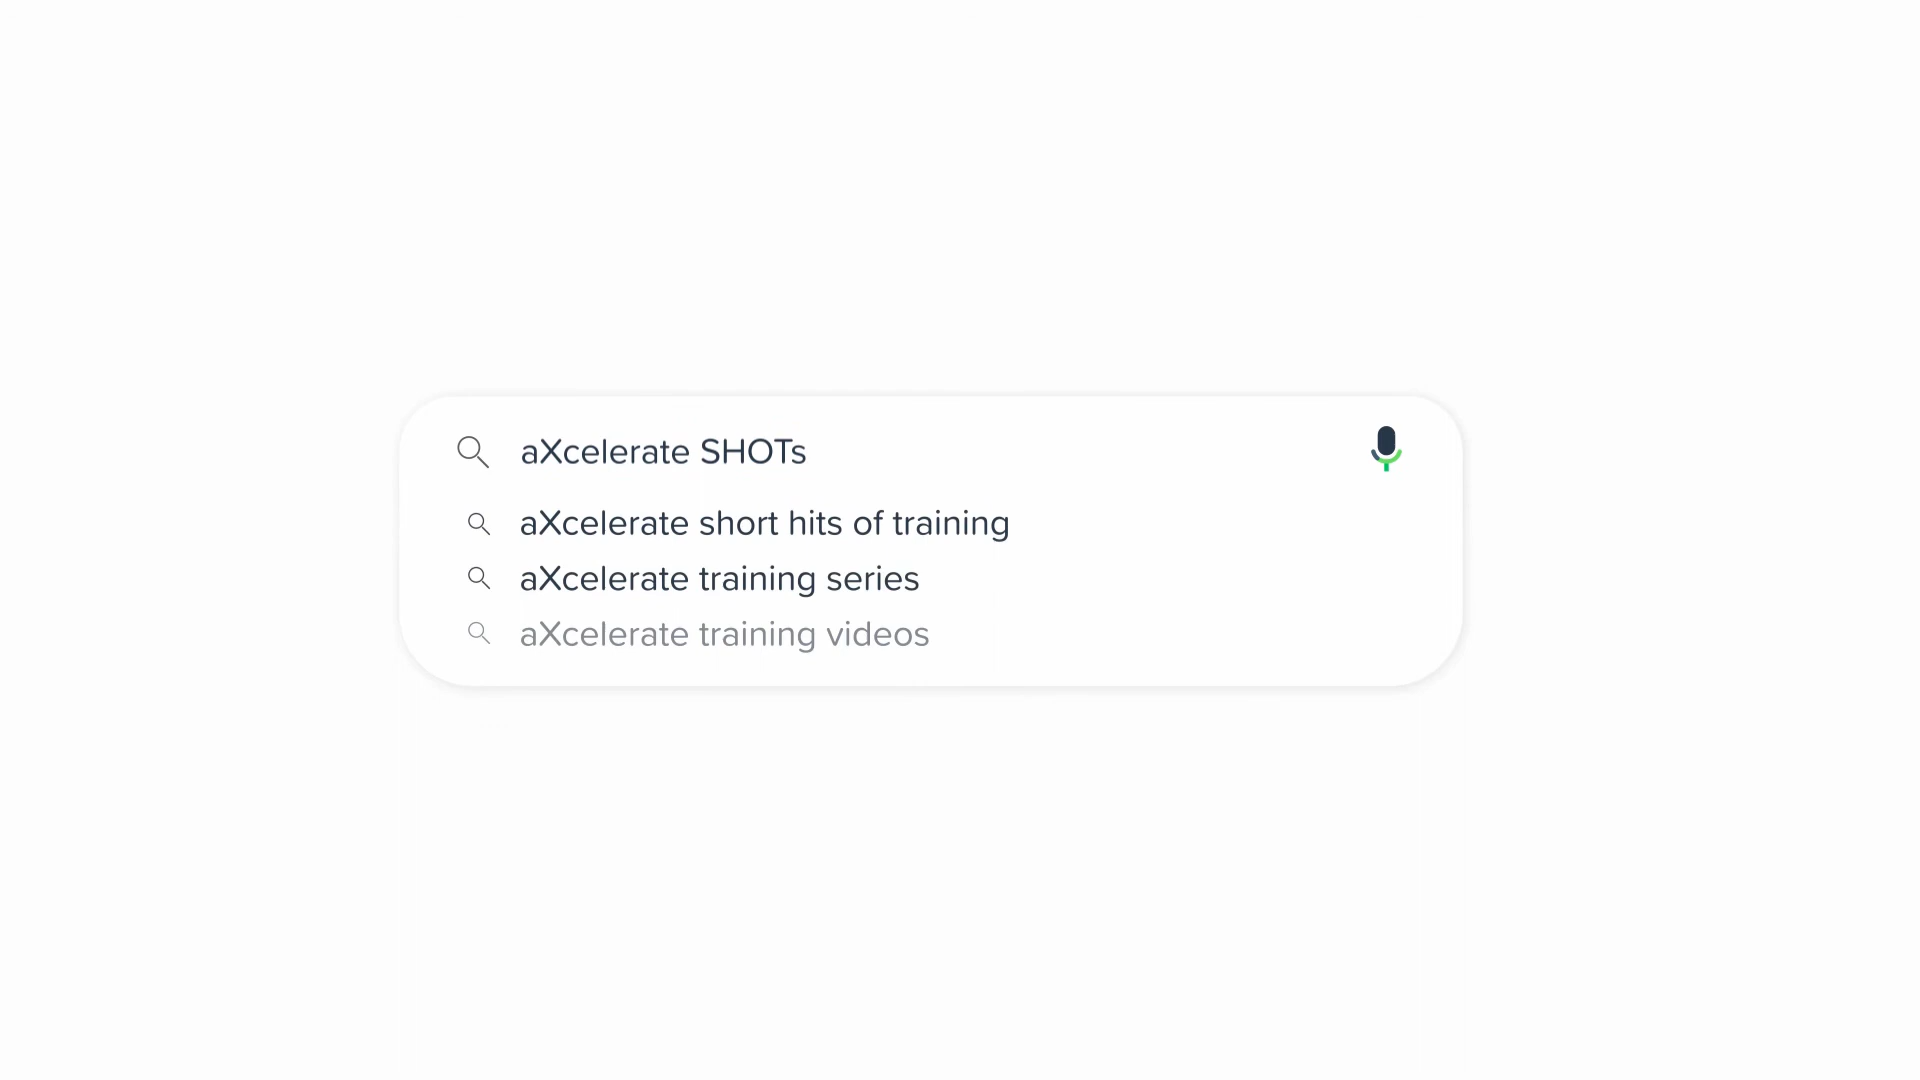 aXcelerate SHOTs
aXcelerate short hits of training
aXcelerate training series
aXcelerate training videos